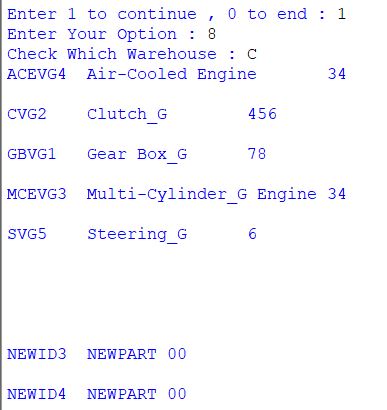 Enter 1 to continue , 0 to end : 1
Enter Your Option : 8
Check Which Warehouse : C
ACEVG4  Air-Cooled Engine       34
CVG2    Clutch_G        456
GBVG1   Gear Box_G      78
MCEVG3  Multi-Cylinder_G Engine 34
SVG5    Steering_G      6
NEWID3  NEWPART 00
NEWID4  NEWPART 00